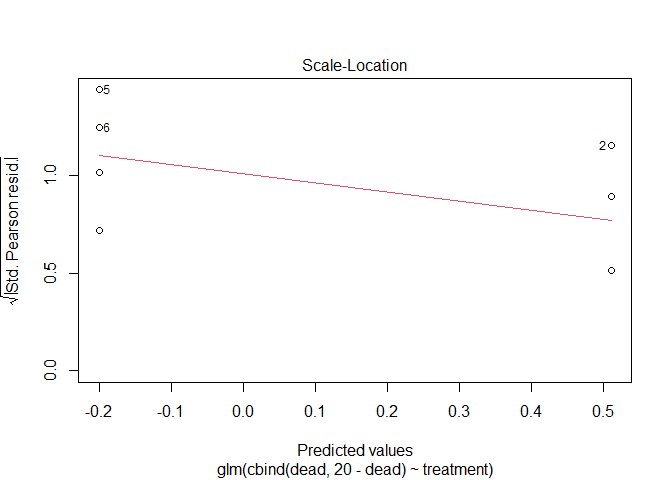 Scale-Location
√|Std. Pearson resid.|
0.0
0.5
1.0
5
6
2
-0.2 -0.1 0.0 0.1 0.2 0.3 0.4 0.5
Predicted values
glm(cbind(dead, 20 - dead) ~ treatment)